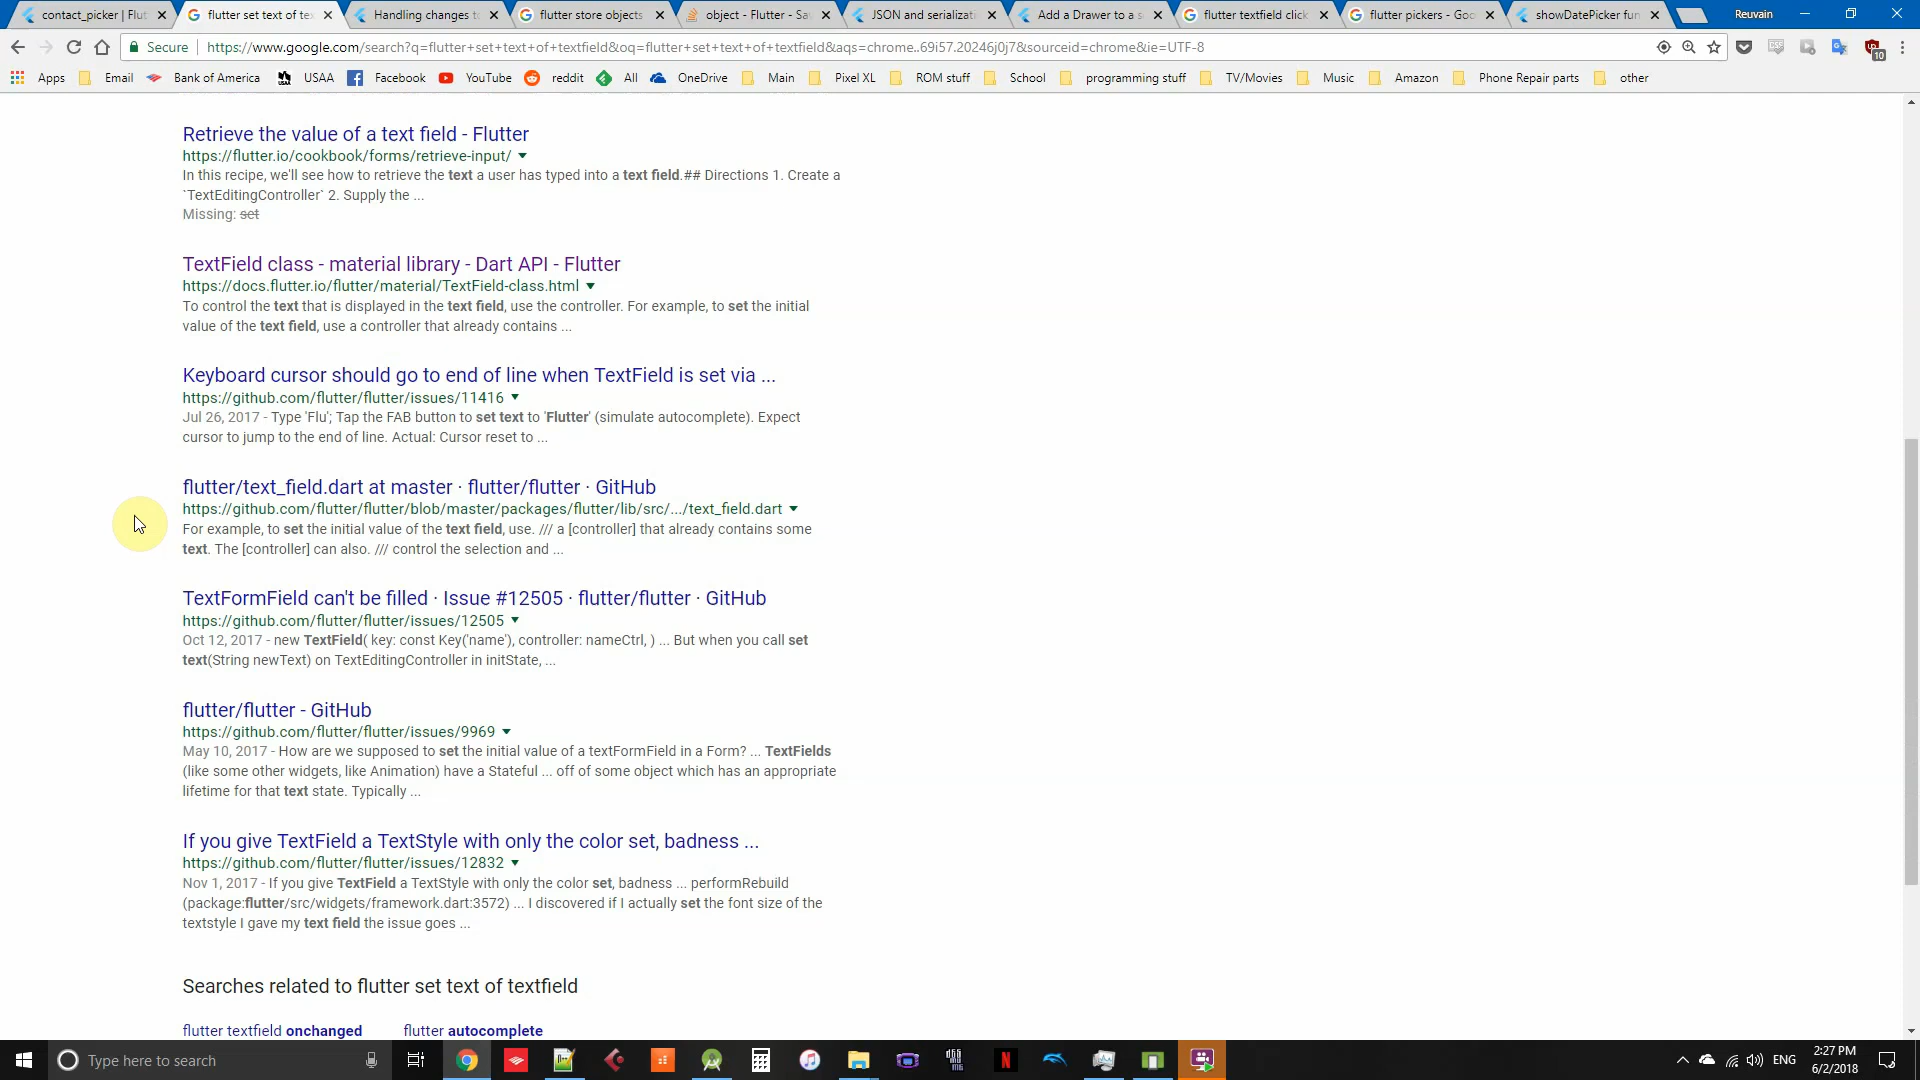 contact_picker | Flut
flutter set text of tex
Handling changes to
flutter store objects
object - Flutter - Sav
JSON and serializati
Add a Drawer to a s
flutter textfield click
flutter pickers - Goo
showDatePicker fun
Reuvain
Secure
https://www.google.com/search?q=flutter+set+text+of+textfield&oq=flutter+set+text+of+textfield&aqs=chrome..69i57.20246j0j7&sourceid=chrome&ie=UTF-8
10
Apps
Email
Bank of America
USAA
Facebook
YouTube
reddit
All
OneDrive
Main
Pixel XL
ROM stuff
School
programming stuff
TV/Movies
Music
Amazon
Phone Repair parts
other
Retrieve the value of a text field - Flutter
https://flutter.io/cookbook/forms/retrieve-input/
In this recipe, we'll see how to retrieve the text a user has typed into a text field.## Directions 1. Create a
`TextEditingController` 2. Supply the ...
Missing: set
TextField class - material library - Dart API - Flutter
https://docs.flutter.io/flutter/material/TextField-class.html
To control the text that is displayed in the text field, use the controller. For example, to set the initial
value of the text field, use a controller that already contains ...
Keyboard cursor should go to end of line when TextField is set via ...
https://github.com/flutter/flutter/issues/11416
Jul 26, 2017 - Type 'Flu'; Tap the FAB button to set text to 'Flutter' (simulate autocomplete). Expect
cursor to jump to the end of line. Actual: Cursor reset to ...
flutter/text_field.dart at master · flutter/flutter · GitHub
https://github.com/flutter/flutter/blob/master/packages/flutter/lib/src/.../text_field.dart
For example, to set the initial value of the text field, use. /// a [controller] that already contains some
text. The [controller] can also. /// control the selection and ...
TextFormField can't be filled · Issue #12505 · flutter/flutter · GitHub
https://github.com/flutter/flutter/issues/12505
Oct 12, 2017 - new TextField( key: const Key('name'), controller: nameCtrl, ) ... But when you call set
text(String newText) on TextEditingController in initState, ...
flutter/flutter - GitHub
https://github.com/flutter/flutter/issues/9969
May 10, 2017 - How are we supposed to set the initial value of a textFormField in a Form? ... TextFields
(like some other widgets, like Animation) have a Stateful ... off of some object which has an appropriate
lifetime for that text state. Typically ...
If you give TextField a TextStyle with only the color set, badness ...
https://github.com/flutter/flutter/issues/12832
Nov 1, 2017 - If you give TextField a TextStyle with only the color set, badness ... performRebuild
(package:flutter/src/widgets/framework.dart:3572) ... I discovered if I actually set the font size of the
textstyle I gave my text field the issue goes ...
Searches related to flutter set text of textfield
flutter textfield onchanged
flutter autocomplete
Type here to search
ENG
2:27 PM
6/2/2018